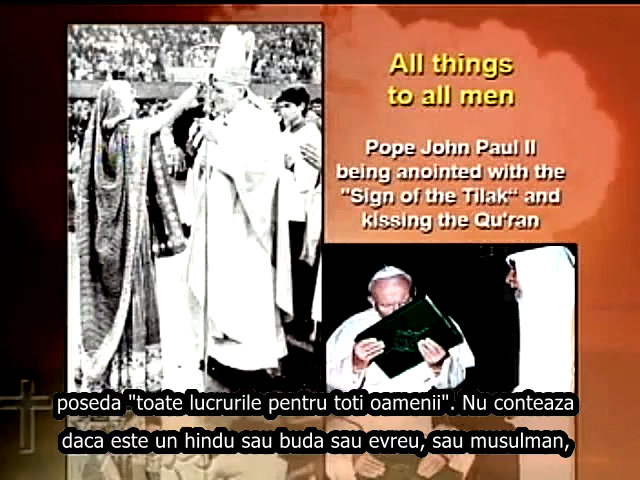 All things
to all men
Pope John Paul II
being anointed with the
"Sign of the Tilak" and
kissing the Qu'ran
poseda "toate lucrurile pentru toti oamenii". Nu conteaza
daca este un hindu sau buda sau evreu, sau musulman,